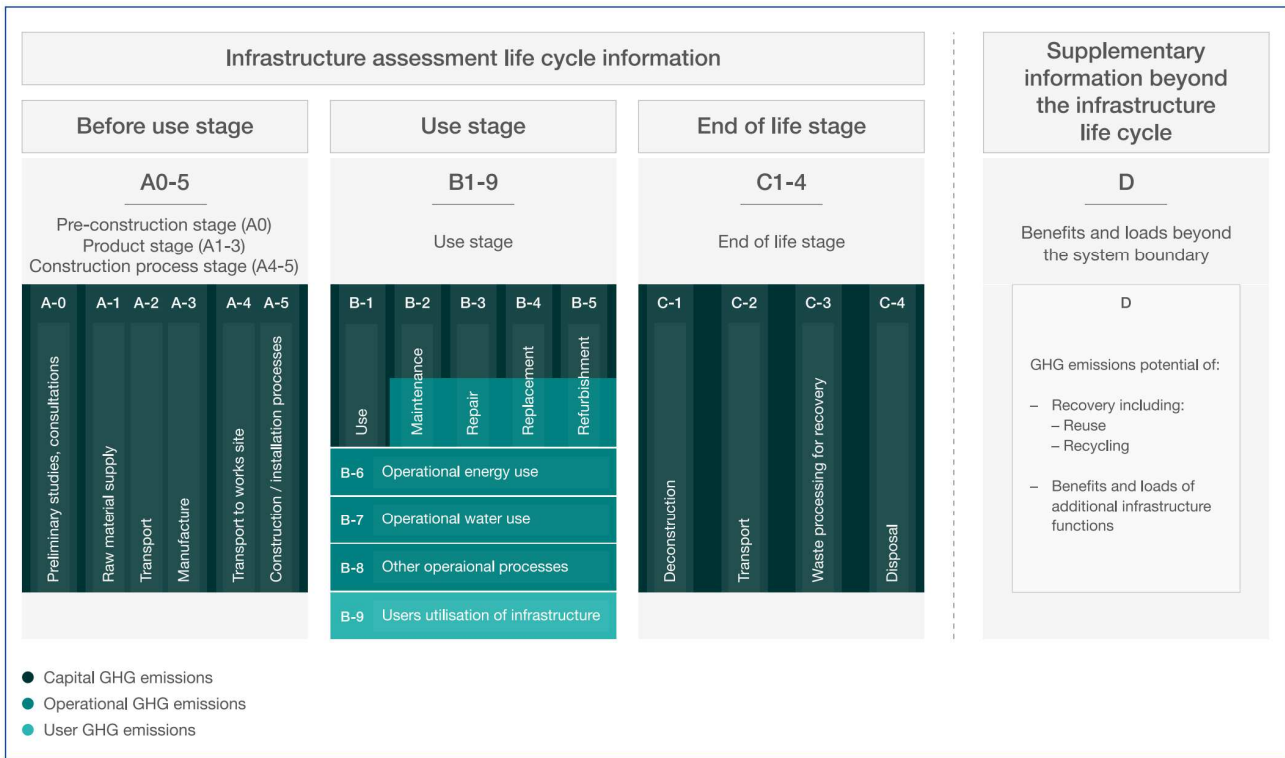 Infrastructure assessment life cycle information
Supplementary
information beyond
the infrastructure
life cycle
Before use stage
Use stage
End of life stage
A0-5
Pre-construction stage (A0)
Product stage (A1-3)
Construction process stage (A4-5)
B1-9
Use stage
C1-4
End of life stage
D
Benefits and loads beyond
the system boundary
A-0
Preliminary studies, consultations
A-1
Raw material supply
A-2
Transport
A-3
Manufacture
A-4
Transport to works site
A-5
Construction / installation processes
B-1
Use
B-2
Maintenance
B-3
Repair
B-4
Replacement
B-5
Refurbishment
B-6 Operational energy use
B-7 Operational water use
B-8 Other operaional processes
B-9 Users utilisation of infrastructure
C-1
Deconstruction
C-2
Transport
C-3
Waste processing for recovery
C-4
Disposal
D
GHG emissions potential of:
– Recovery including:
– Reuse
– Recycling
– Benefits and loads of
additional infrastructure
functions
Capital GHG emissions
Operational GHG emissions
User GHG emissions